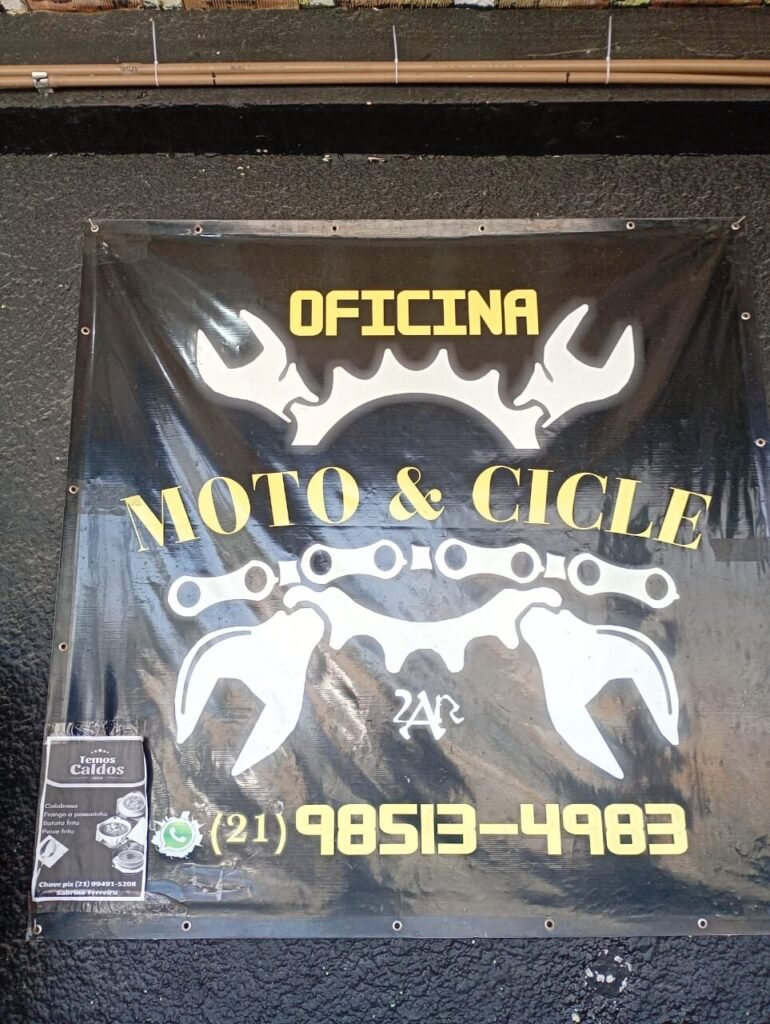 OFICINA
MOTO & CICLE
(21) 98513-4983
Temos
Caldos
Calabresa
Frango a passarinho
Batata frita
Peixe frito
Chave pix (21) 99491-5208
Sabrina Ferreira